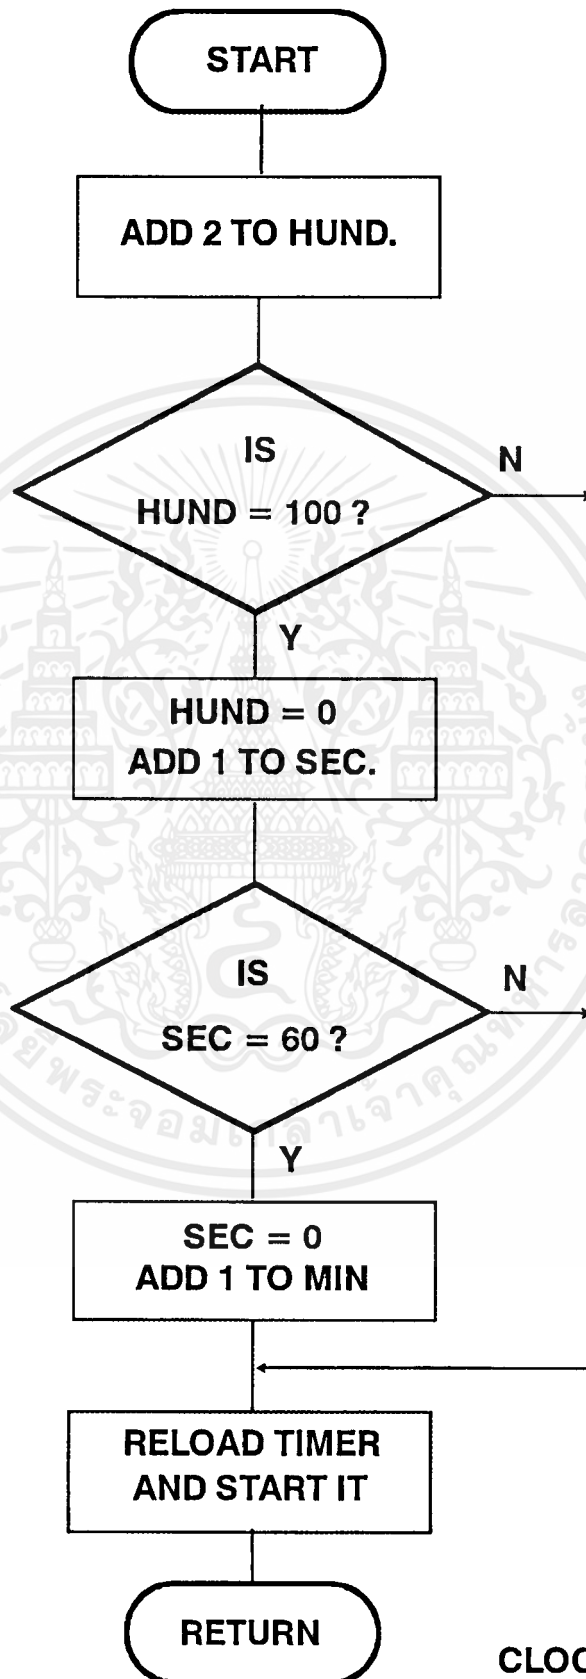 START
ADD 2 TO HUND.
IS
HUND = 100 ?
N
Y
HUND = 0
ADD 1 TO SEC.
IS
SEC = 60 ?
N
Y
SEC = 0
ADD 1 TO MIN
RELOAD TIMER
AND START IT
RETURN